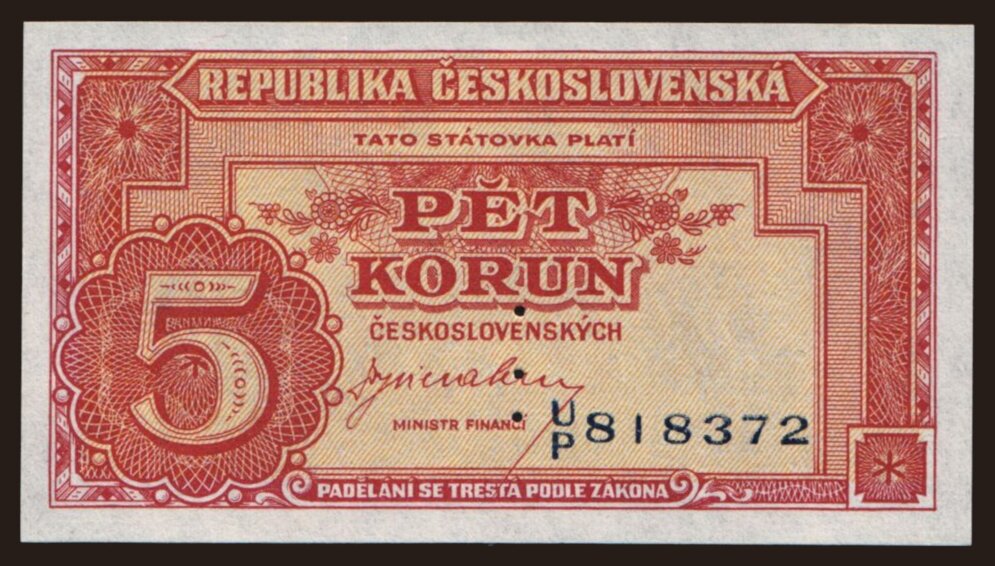 REPUBLIKA ČESKOSLOVENSKÁ
TATO STÁTOVKA PLATÍ
PĚT
KORUN
ČESKOSLOVENSKÝCH
5
MINISTR FINANCÍ
U/P 818372
PADĚLÁNÍ SE TRESTÁ PODLE ZÁKONA